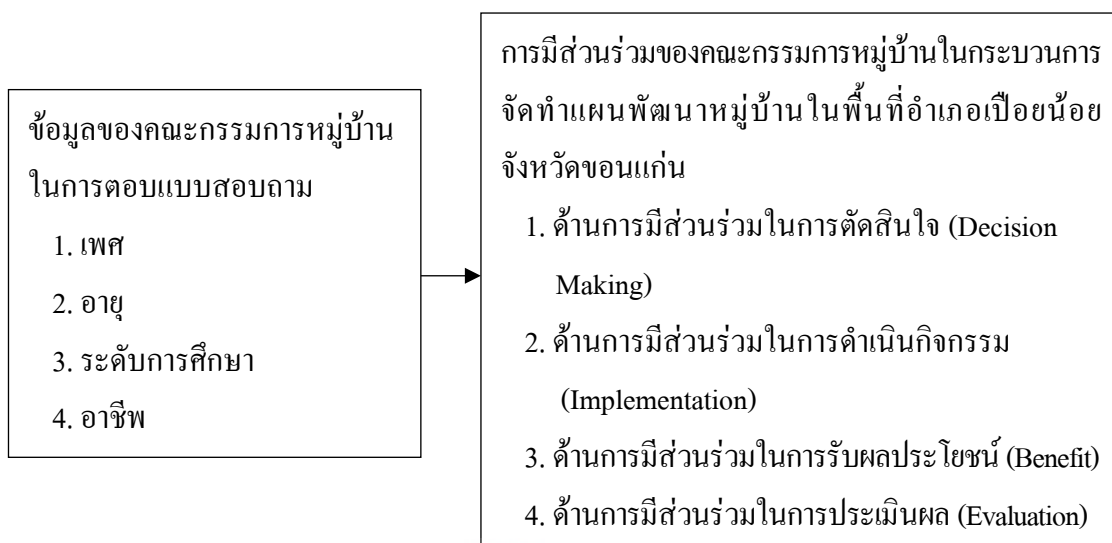 ข้อมูลของคณะกรรมการหมู่บ้าน
ในการตอบแบบสอบถาม
1. เพศ
2. อายุ
3. ระดับการศึกษา
4. อาชีพ
การมีส่วนร่วมของคณะกรรมการหมู่บ้านในกระบวนการ
จัดทำแผนพัฒนาหมู่บ้านในพื้นที่อำเภอเปือยน้อย
จังหวัดขอนแก่น
1. ด้านการมีส่วนร่วมในการตัดสินใจ (Decision
Making)
2. ด้านการมีส่วนร่วมในการดำเนินกิจกรรม
(Implementation)
3. ด้านการมีส่วนร่วมในการรับผลประโยชน์ (Benefit)
4. ด้านการมีส่วนร่วมในการประเมินผล (Evaluation)